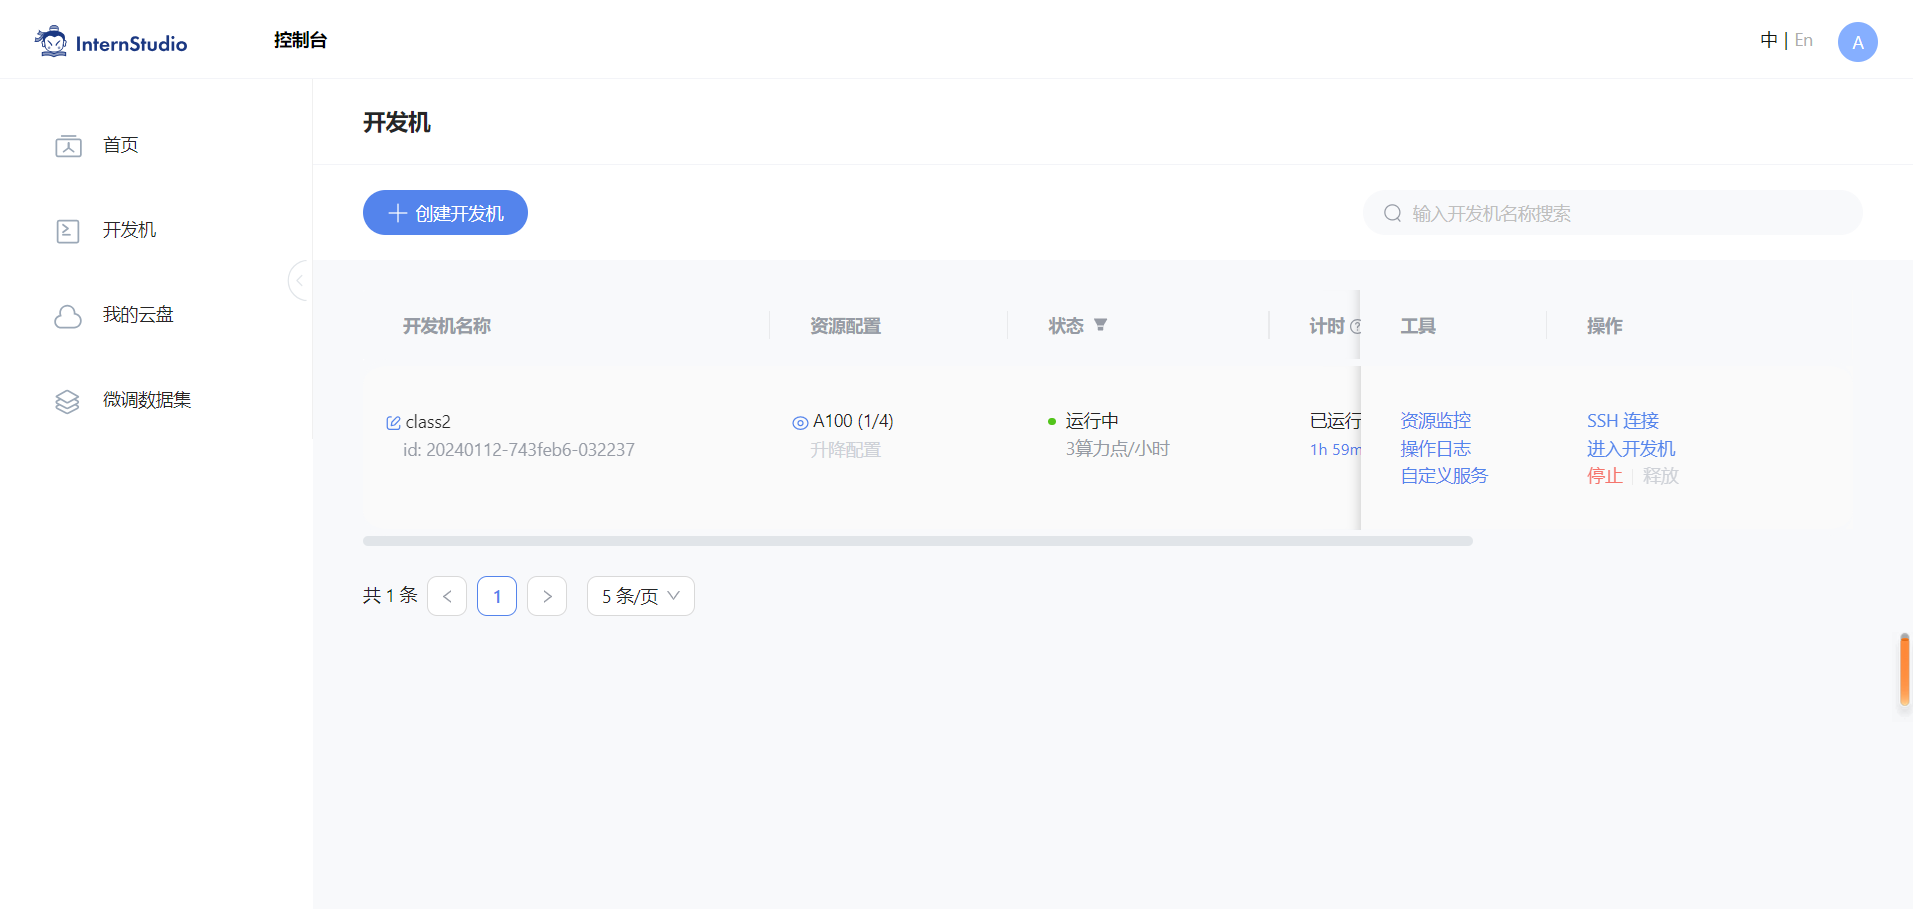 InternStudio
控制台
中 | En
A
首页
开发机
我的云盘
微调数据集
开发机
创建开发机
输入开发机名称搜索
开发机名称 资源配置 状态 计时 工具 操作
class2
id: 20240112-743feb6-032237
A100 (1/4)
升降配置
运行中
3算力点/小时
已运行
1h 59m
资源监控
操作日志
自定义服务
SSH 连接
进入开发机
停止 释放
共 1 条 < 1 > 5 条/页